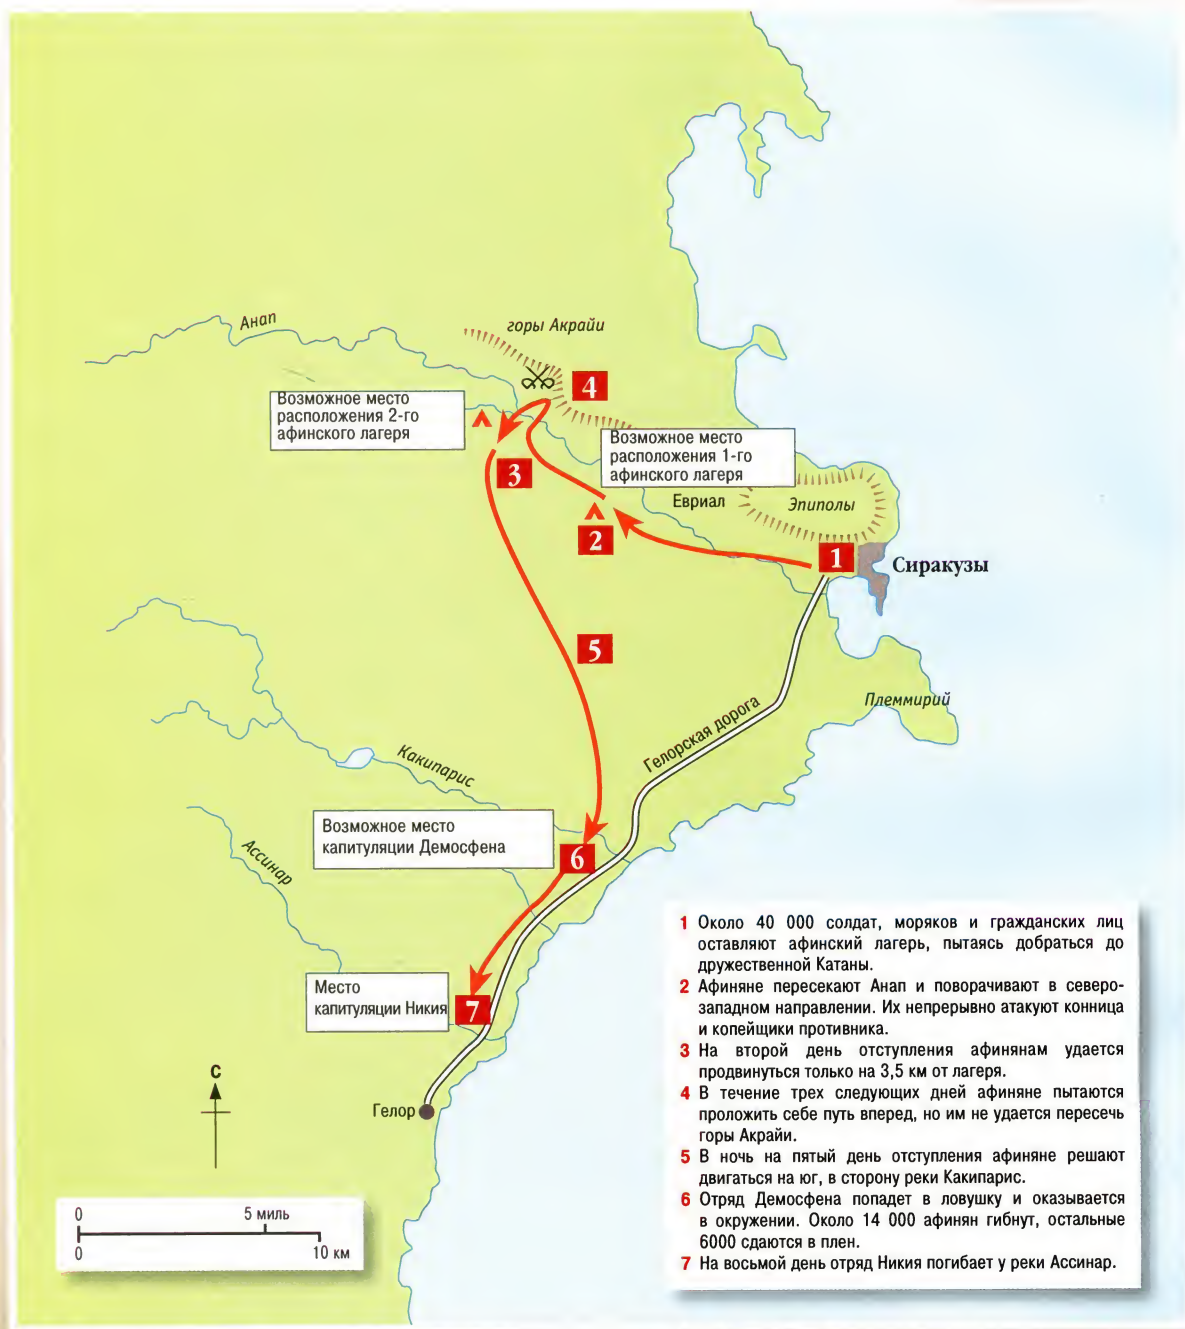 Анап
горы Акрайи
4
Возможное место
расположения 2-го
афинского лагеря
Возможное место
расположения 1-го
афинского лагеря
3
Евриал
Эпиполы
2
1
Сиракузы
5
Племмирий
Гелорская дорога
Какипарис
Возможное место
капитуляции Демосфена
6
Ассинар
Место
капитуляции Никия
7
С
Гелор
0
5 миль
0
10 км
1 Около 40 000 солдат, моряков и гражданских лиц
оставляют афинский лагерь, пытаясь добраться до
дружественной Катаны.
2 Афиняне пересекают Анап и поворачивают в северо-
западном направлении. Их непрерывно атакуют конница
и копейщики противника.
3 На второй день отступления афинянам удается
продвинуться только на 3,5 км от лагеря.
4 В течение трех следующих дней афиняне пытаются
проложить себе путь вперед, но им не удается пересечь
горы Акрайи.
5 В ночь на пятый день отступления афиняне решают
двигаться на юг, в сторону реки Какипарис.
6 Отряд Демосфена попадет в ловушку и оказывается
в окружении. Около 14 000 афинян гибнут, остальные
6000 сдаются в плен.
7 На восьмой день отряд Никия погибает у реки Ассинар.